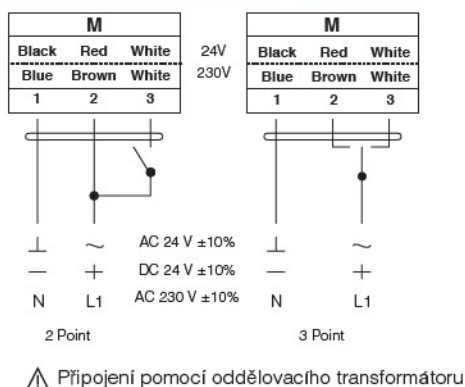 M M
Black Red White 24V Black Red White
Blue Brown White 230V Blue Brown White
1 2 3 1 2 3
⊥ ~ AC 24 V ±10% ⊥ ~
— + DC 24 V ±10% — +
N L1 AC 230 V ±10% N L1
2 Point 3 Point
⚠ Připojení pomocí oddělovacího transformátoru